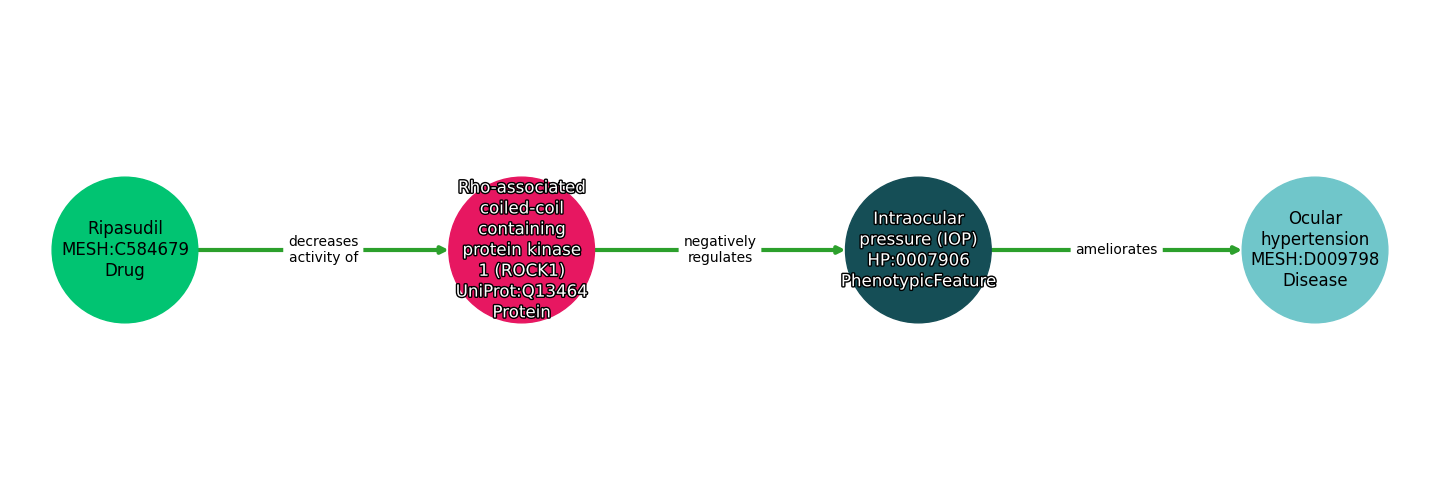 Ripasudil
MESH:C584679
Drug
decreases
activity of
Rho-associated
coiled-coil
containing
protein kinase
1 (ROCK1)
UniProt:Q13464
Protein
negatively
regulates
Intraocular
pressure (IOP)
HP:0007906
PhenotypicFeature
ameliorates
Ocular
hypertension
MESH:D009798
Disease